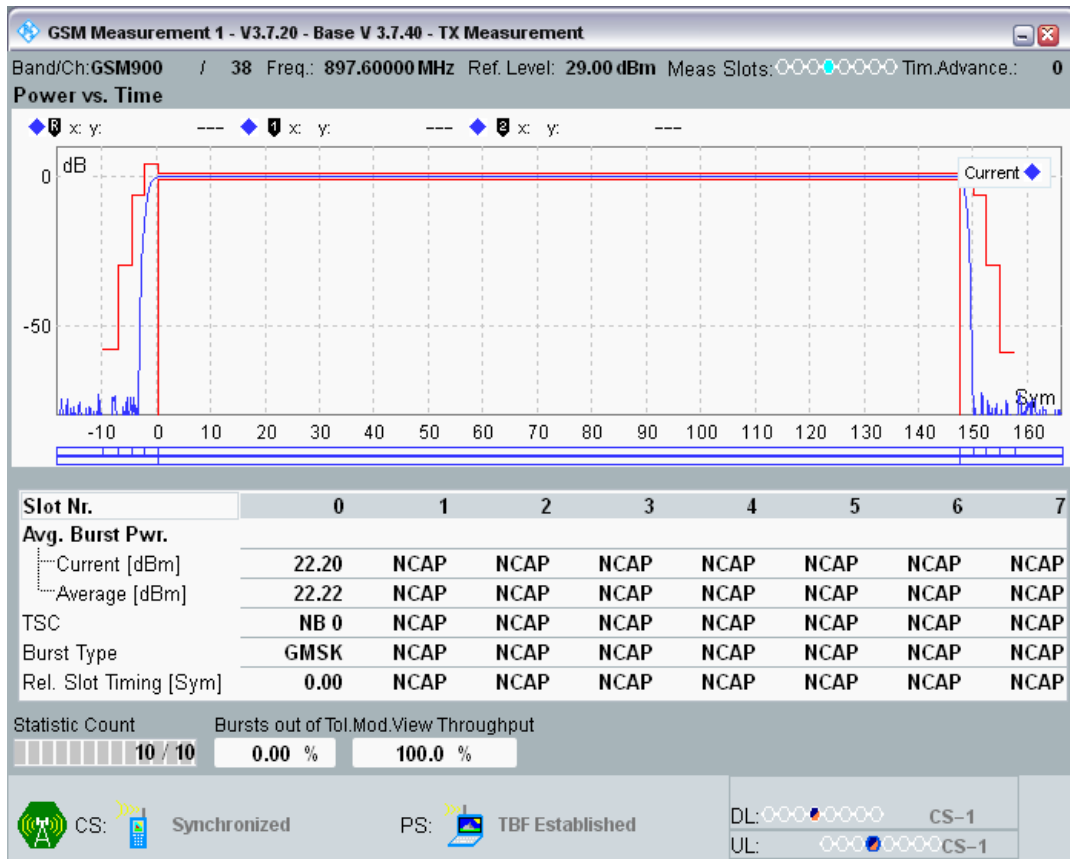 GSM Measurement 1 - V3.7.20 - Base V 3.7.40 - TX Measurement
Band/Ch:GSM900 / 38 Freq.: 897.60000 MHz Ref. Level: 29.00 dBm Meas Slots: Tim.Advance.: 0
Power vs. Time
R x: y: --- 1 x: y: --- 2 x: y: ---
dB
Current
0
-50
Sym
-10 0 10 20 30 40 50 60 70 80 90 100 110 120 130 140 150 160
Slot Nr. 0 1 2 3 4 5 6 7
Avg. Burst Pwr.
Current [dBm] 22.20 NCAP NCAP NCAP NCAP NCAP NCAP NCAP
Average [dBm] 22.22 NCAP NCAP NCAP NCAP NCAP NCAP NCAP
TSC NB 0 NCAP NCAP NCAP NCAP NCAP NCAP NCAP
Burst Type GMSK NCAP NCAP NCAP NCAP NCAP NCAP NCAP
Rel. Slot Timing [Sym] 0.00 NCAP NCAP NCAP NCAP NCAP NCAP NCAP
Statistic Count Bursts out of Tol. Mod.View Throughput
10 / 10 0.00 % 100.0 %
CS: Synchronized PS: TBF Established DL: CS-1
UL: CS-1